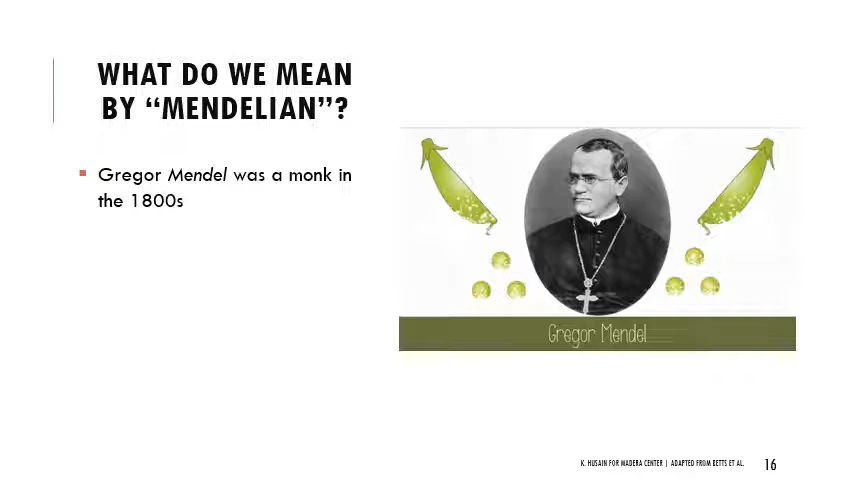 WHAT DO WE MEAN
BY “MENDELIAN”?
▪ Gregor Mendel was a monk in
the 1800s
Gregor Mendel
K. HUSAIN FOR MADERA CENTER | ADAPTED FROM DETTS ET AL.
16